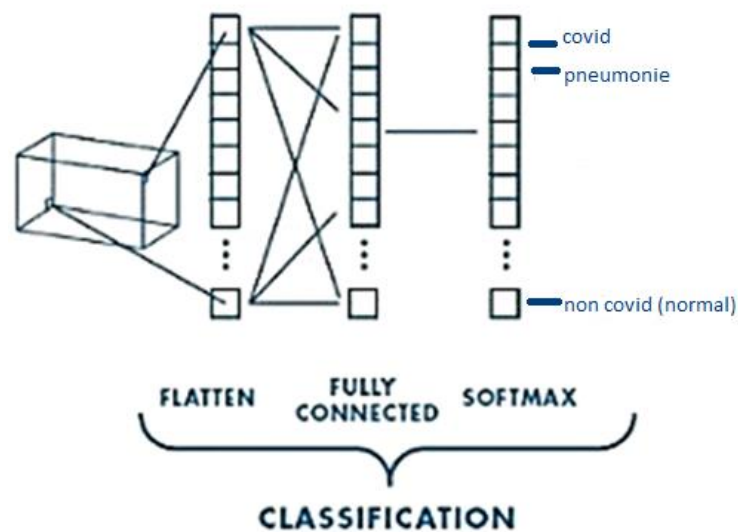 covid
pneumonie
non covid (normal)
FLATTEN
FULLY
CONNECTED
SOFTMAX
CLASSIFICATION